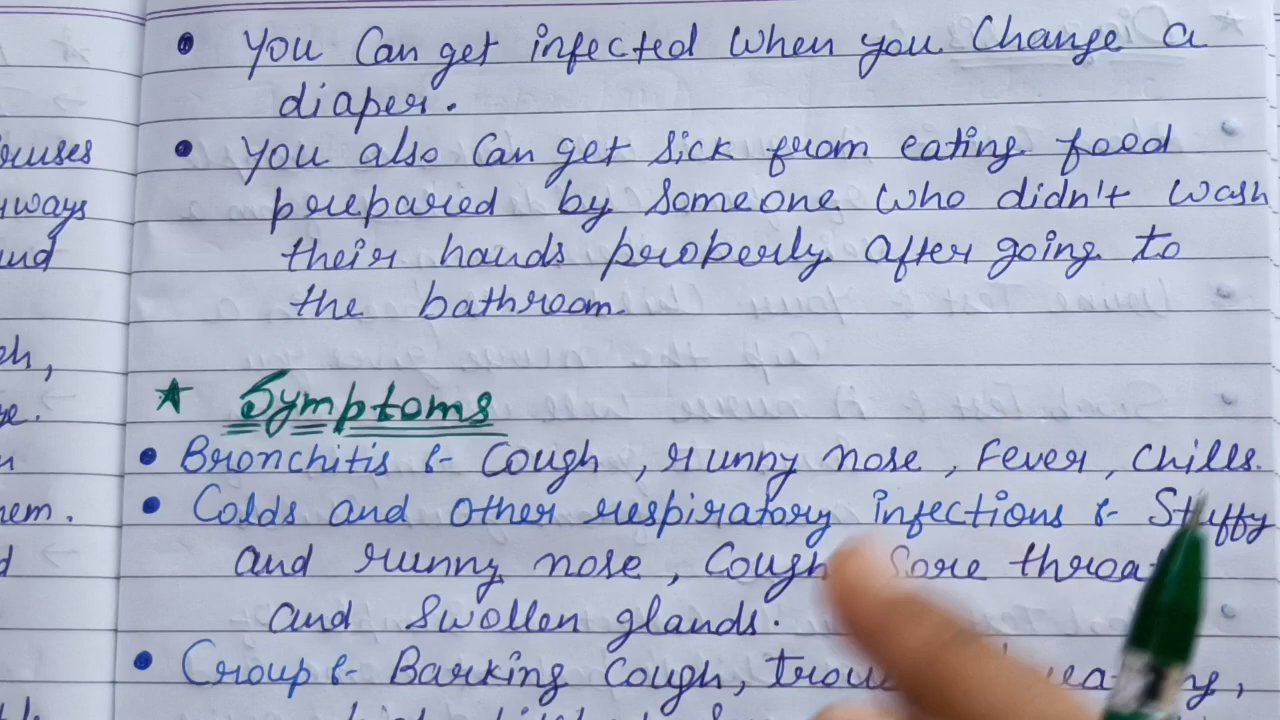 • You Can get infected when you Change a
diaper.
• You also Can get Sick from eating food
prepared by Someone who didn't wash
their hands properly after going to
the bathroom.
★ Symptoms
• Bronchitis :- Cough, runny nose, Fever, Chills.
• Colds and other respiratory infections :- Stuffy
and runny nose, Cough Sore throat
and Swollen glands.
• Croup :- Barking Cough,
ways
em.